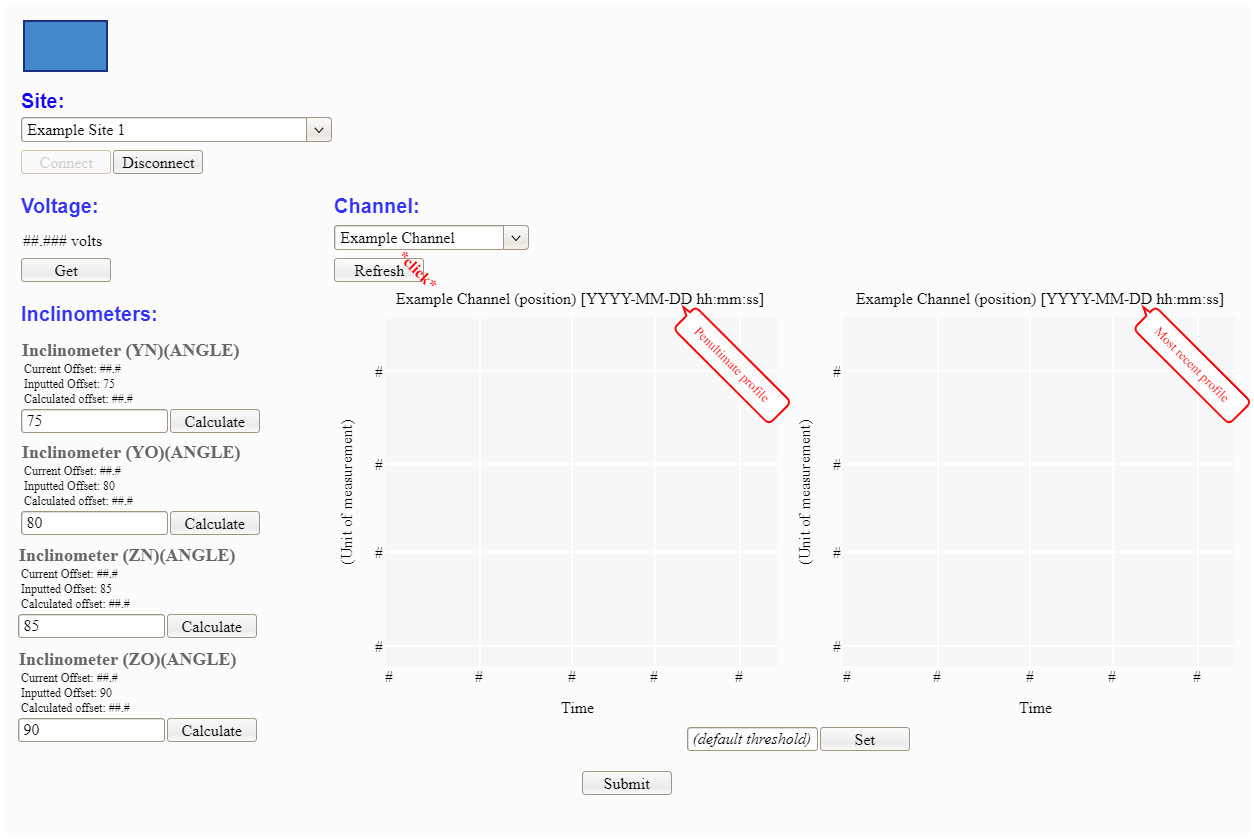 Site:
Example Site 1
Connect Disconnect
Voltage:
##.### volts
Get
Channel:
Example Channel
Refresh
*click*
Inclinometers:
Inclinometer (YN)(ANGLE)
Current Offset: ##.#
Inputted Offset: 75
Calculated offset: ##.#
75 Calculate
Inclinometer (YO)(ANGLE)
Current Offset: ##.#
Inputted Offset: 80
Calculated offset: ##.#
80 Calculate
Inclinometer (ZN)(ANGLE)
Current Offset: ##.#
Inputted Offset: 85
Calculated offset: ##.#
85 Calculate
Inclinometer (ZO)(ANGLE)
Current Offset: ##.#
Inputted Offset: 90
Calculated offset: ##.#
90 Calculate
Example Channel (position) [YYYY-MM-DD hh:mm:ss]
Penultimate profile
(Unit of measurement)
#
#
#
#
# # # # #
Time
Example Channel (position) [YYYY-MM-DD hh:mm:ss]
Most recent profile
(Unit of measurement)
#
#
#
#
# # # # #
Time
(default threshold) Set
Submit